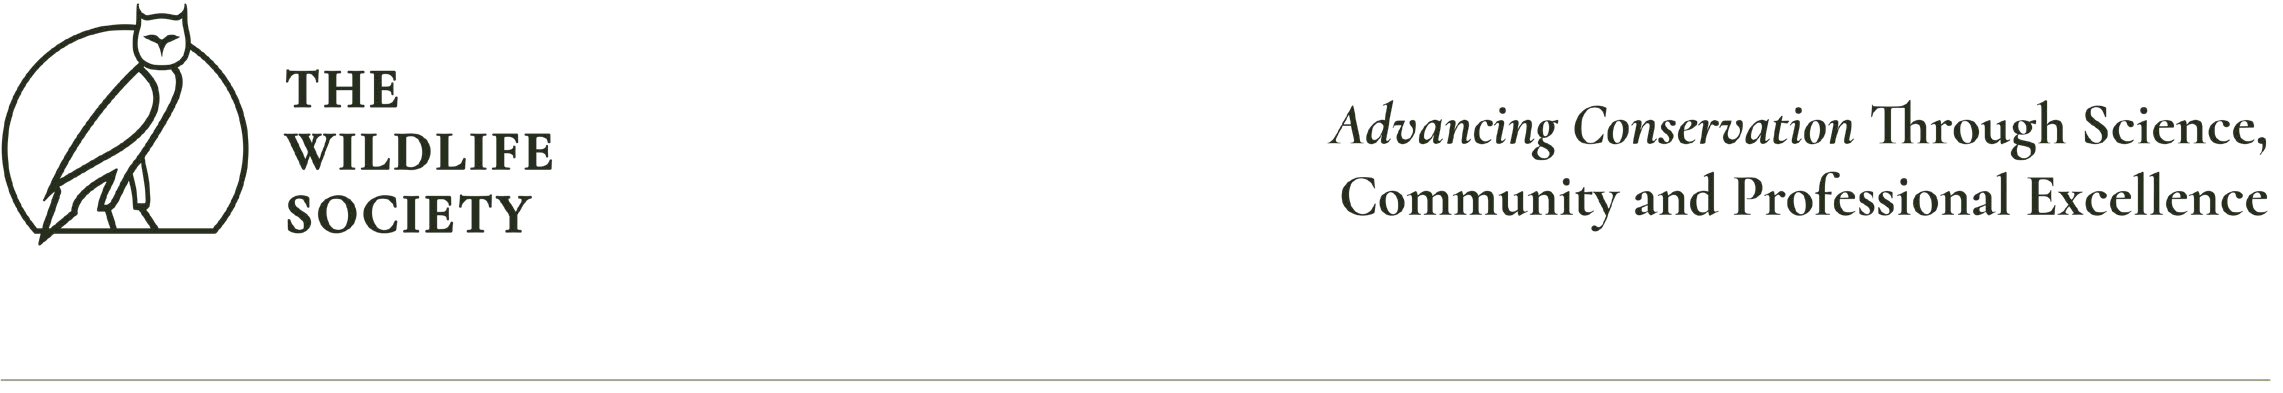 THE
WILDLIFE
SOCIETY
Advancing Conservation Through Science,
Community and Professional Excellence